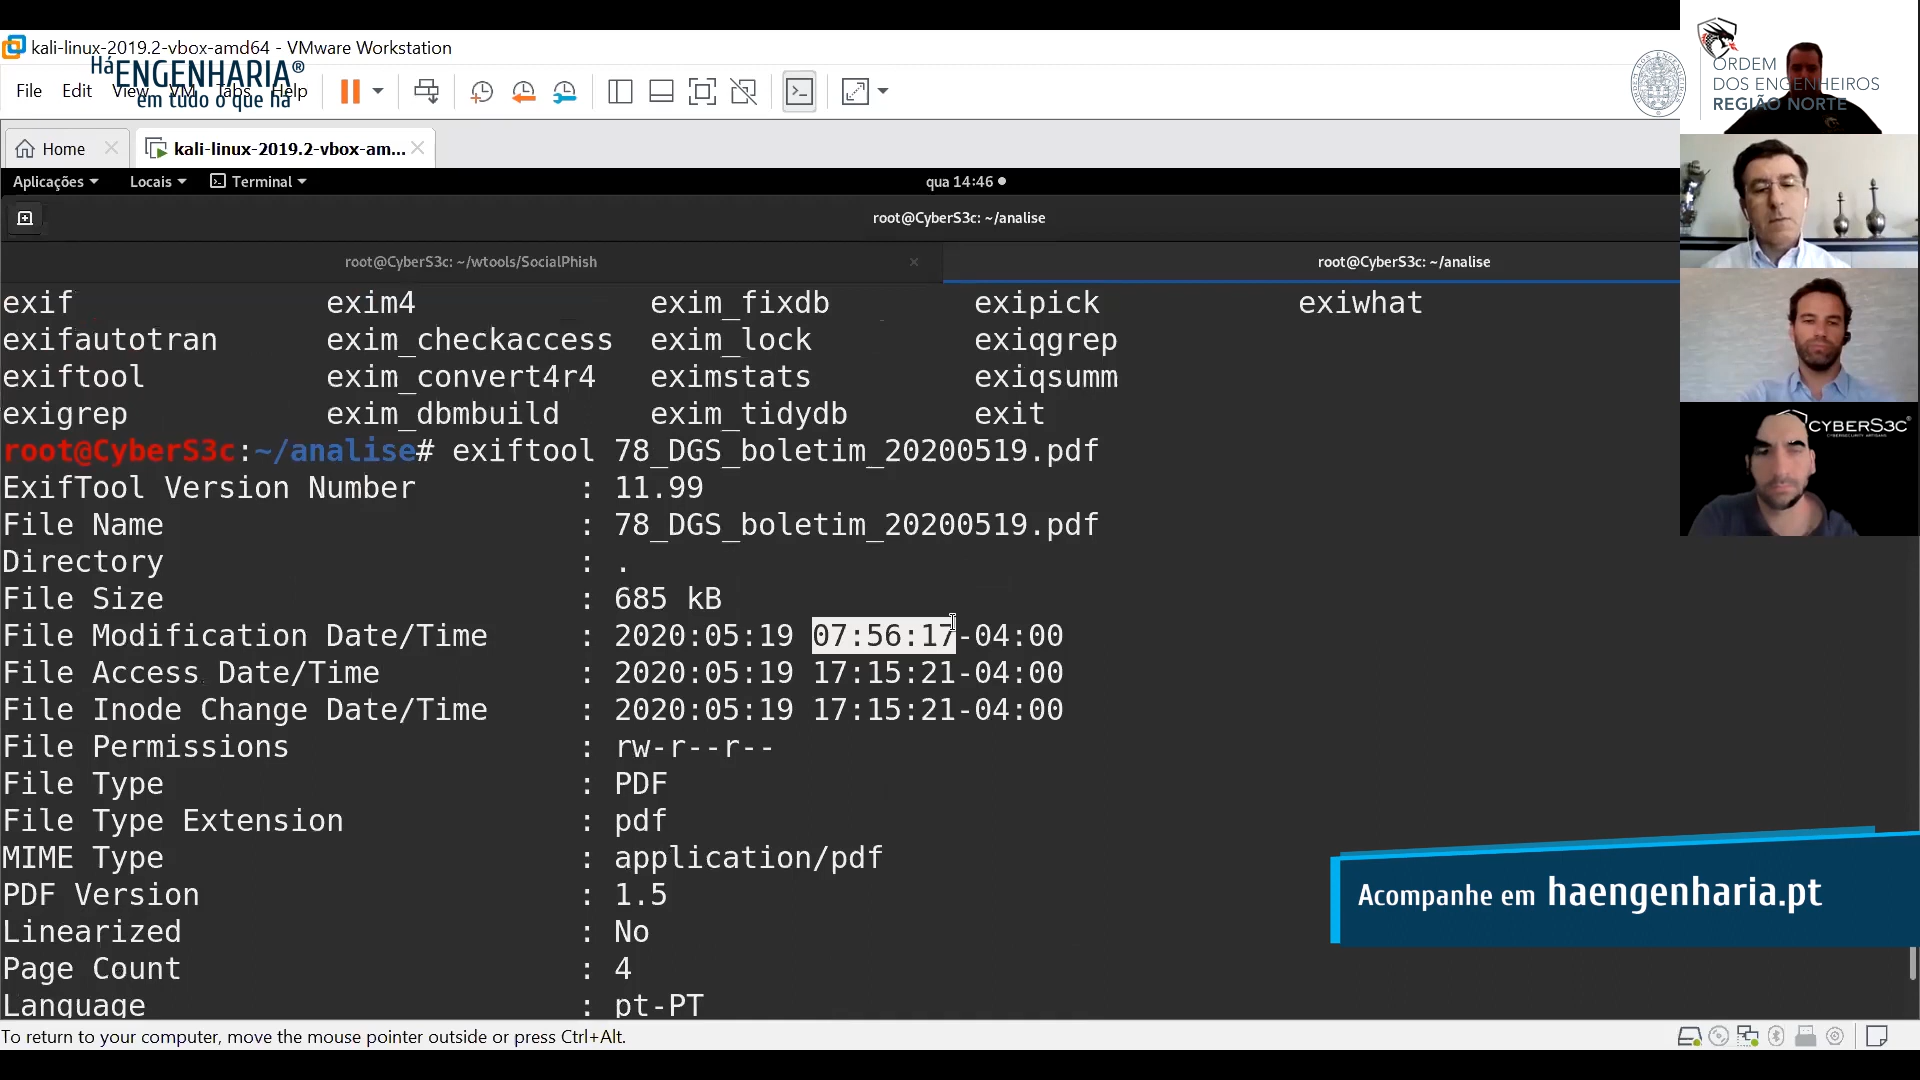 kali-linux-2019.2-vbox-amd64 - VMware Workstation
Há
ENGENHARIA®
em tudo o que há
File Edit View VM Tabs Help
Home
kali-linux-2019.2-vbox-am...
Aplicações Locais Terminal
qua 14:46
root@CyberS3c: ~/analise
root@CyberS3c: ~/wtools/SocialPhish
root@CyberS3c: ~/analise
exif exim4 exim_fixdb exipick exiwhat
exifautotran exim_checkaccess exim_lock exiqgrep
exiftool exim_convert4r4 eximstats exiqsumm
exigrep exim_dbmbuild exim_tidydb exit
root@CyberS3c:~/analise# exiftool 78_DGS_boletim_20200519.pdf
ExifTool Version Number : 11.99
File Name : 78_DGS_boletim_20200519.pdf
Directory : .
File Size : 685 kB
File Modification Date/Time : 2020:05:19 07:56:17-04:00
File Access Date/Time : 2020:05:19 17:15:21-04:00
File Inode Change Date/Time : 2020:05:19 17:15:21-04:00
File Permissions : rw-r--r--
File Type : PDF
File Type Extension : pdf
MIME Type : application/pdf
PDF Version : 1.5
Linearized : No
Page Count : 4
Language : pt-PT
To return to your computer, move the mouse pointer outside or press Ctrl+Alt.
ORDEM
DOS ENGENHEIROS
REGIÃO NORTE
CYBERS3C
Acompanhe em haengenharia.pt